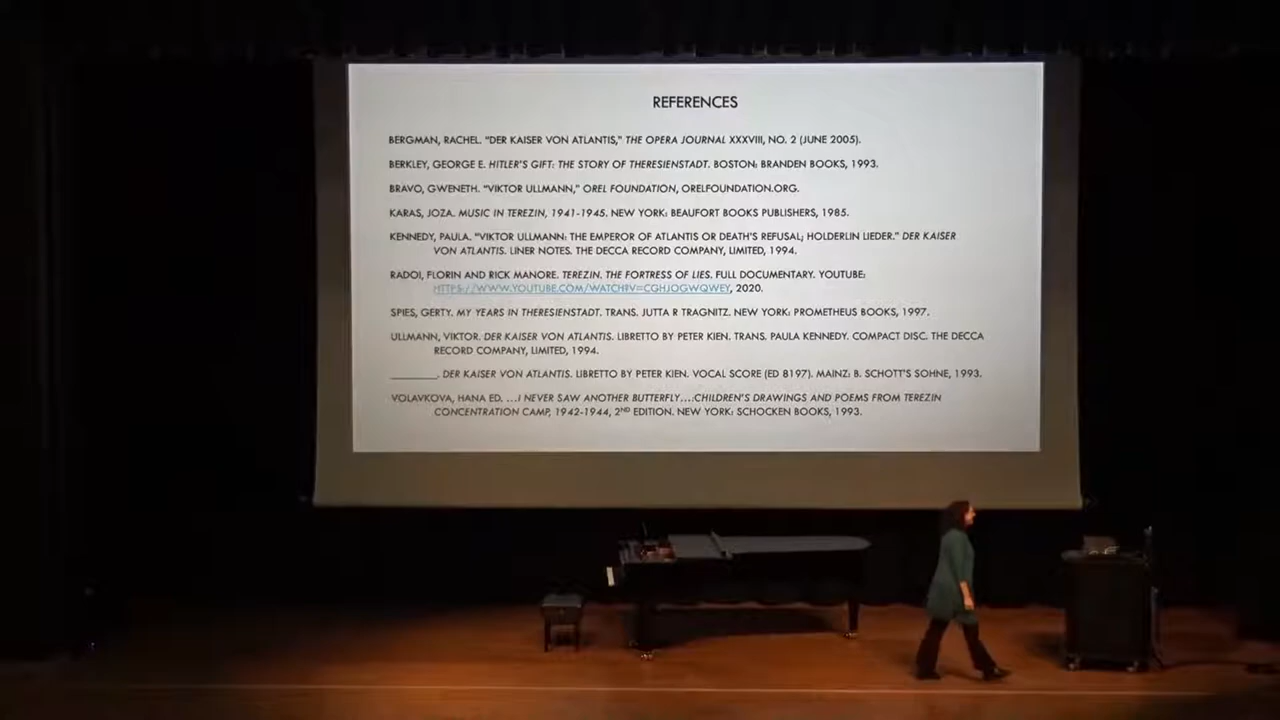 REFERENCES
BERGMAN, RACHEL. "DER KAISER VON ATLANTIS," THE OPERA JOURNAL XXXVIII, NO. 2 (JUNE 2005).
BERKLEY, GEORGE E. HITLER'S GIFT: THE STORY OF THERESIENSTADT. BOSTON: BRANDEN BOOKS, 1993.
BRAVO, GWENETH. "VIKTOR ULLMANN," OREL FOUNDATION, ORELFOUNDATION.ORG.
KARAS, JOZA. MUSIC IN TEREZIN, 1941-1945. NEW YORK: BEAUFORT BOOKS PUBLISHERS, 1985.
KENNEDY, PAULA. "VIKTOR ULLMANN: THE EMPEROR OF ATLANTIS OR DEATH'S REFUSAL; HOLDERLIN LIEDER." DER KAISER
VON ATLANTIS. LINER NOTES. THE DECCA RECORD COMPANY, LIMITED, 1994.
RADOI, FLORIN AND RICK MANORE. TEREZIN. THE FORTRESS OF LIES. FULL DOCUMENTARY. YOUTUBE:
HTTPS://WWW.YOUTUBE.COM/WATCH?V=CGHJOGWQWEY, 2020.
SPIES, GERTY. MY YEARS IN THERESIENSTADT. TRANS. JUTTA R TRAGNITZ. NEW YORK: PROMETHEUS BOOKS, 1997.
ULLMANN, VIKTOR. DER KAISER VON ATLANTIS. LIBRETTO BY PETER KIEN. TRANS. PAULA KENNEDY. COMPACT DISC. THE DECCA
RECORD COMPANY, LIMITED, 1994.
________. DER KAISER VON ATLANTIS. LIBRETTO BY PETER KIEN. VOCAL SCORE (ED 8197). MAINZ: B. SCHOTT'S SOHNE, 1993.
VOLAVKOVA, HANA ED. ...I NEVER SAW ANOTHER BUTTERFLY...:CHILDREN'S DRAWINGS AND POEMS FROM TEREZIN
CONCENTRATION CAMP, 1942-1944, 2ND EDITION. NEW YORK: SCHOCKEN BOOKS, 1993.